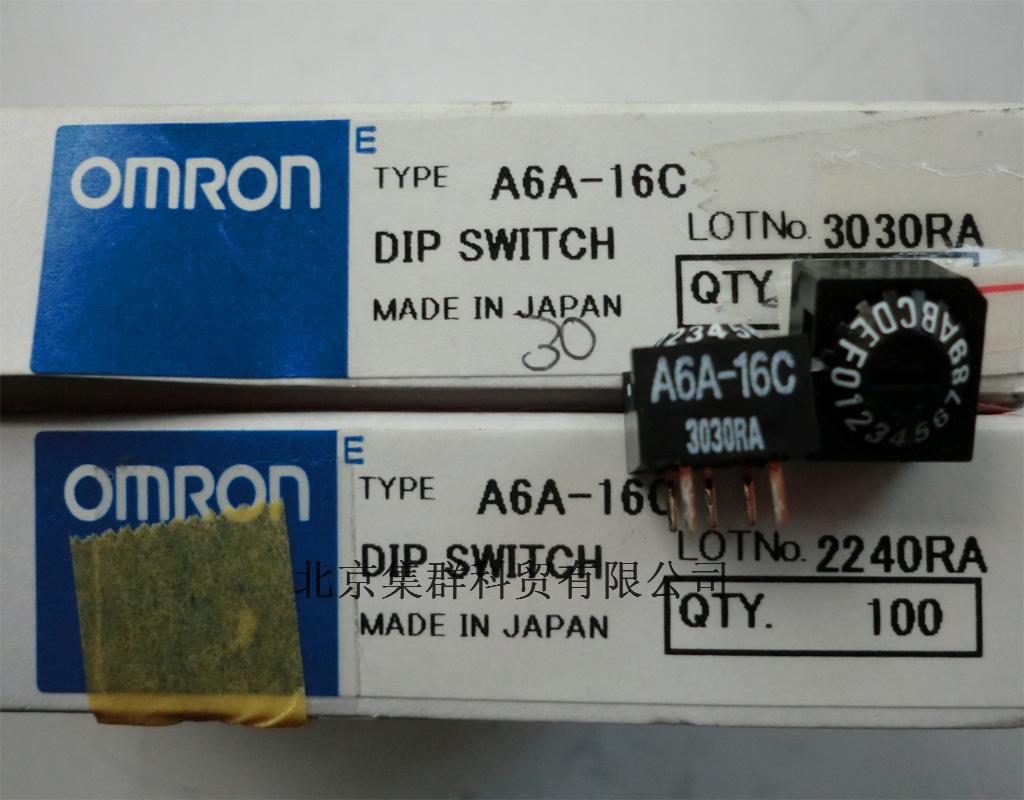 OMRON
E
TYPE A6A-16C
DIP SWITCH
LOTNo. 3030RA
MADE IN JAPAN
QTY.
30
12345
A6A-16C
3030RA
0123456789ABCDEF
OMRON
E
TYPE A6A-16C
DIP SWITCH
LOTNo. 2240RA
北京集群科贸有限公司
MADE IN JAPAN
QTY. 100